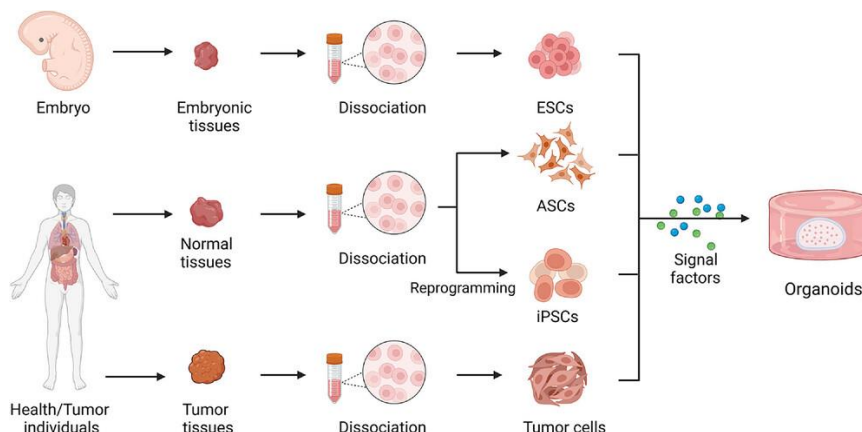 Embryo
Embryonic
tissues
Dissociation
ESCs
Normal
tissues
Dissociation
ASCs
Reprogramming
iPSCs
Signal
factors
Organoids
Health/Tumor
individuals
Tumor
tissues
Dissociation
Tumor cells